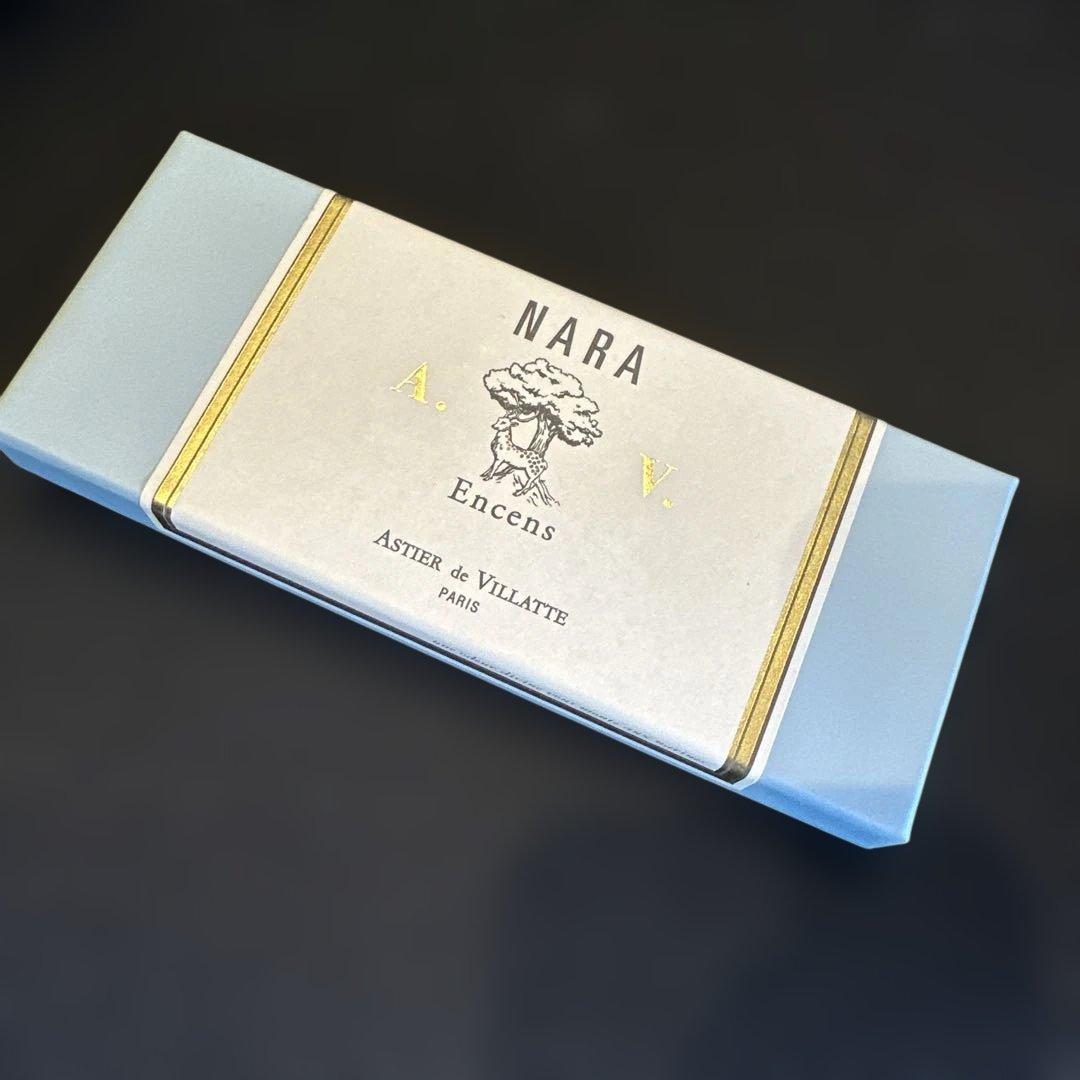 NARA
A. V.
Encens
ASTIER de VILLATTE
PARIS